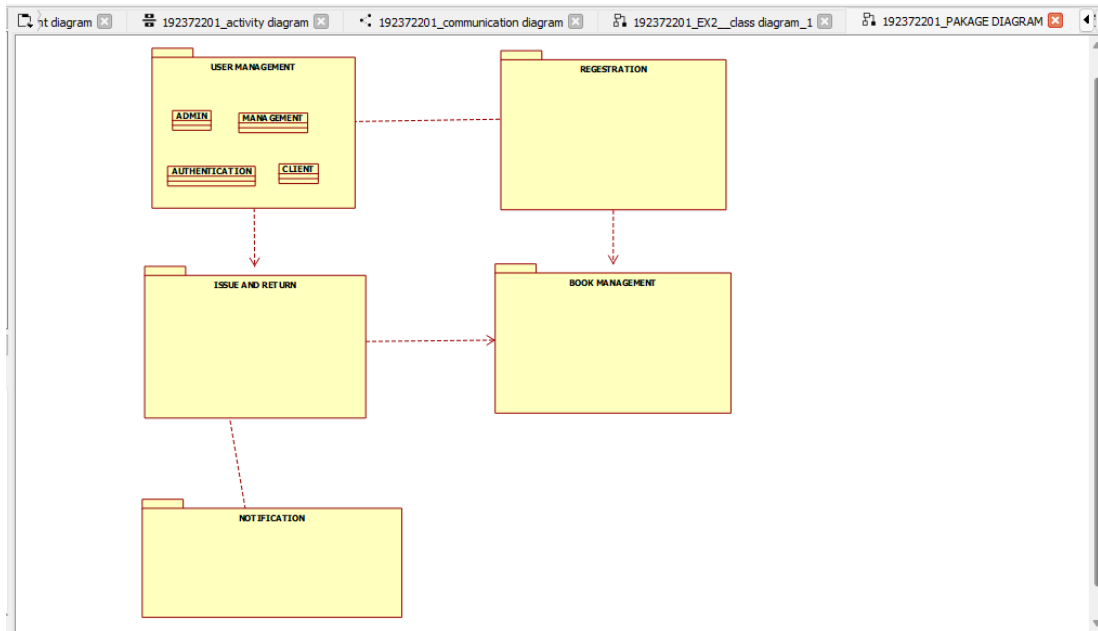 nt diagram
192372201_activity diagram
192372201_communication diagram
192372201_EX2__class diagram_1
192372201_PAKAGE DIAGRAM
USER MANAGEMENT
REGESTRATION
ADMIN
MANAGEMENT
AUTHENTICATION
CLIENT
ISSUE AND RETURN
BOOK MANAGEMENT
NOTIFICATION